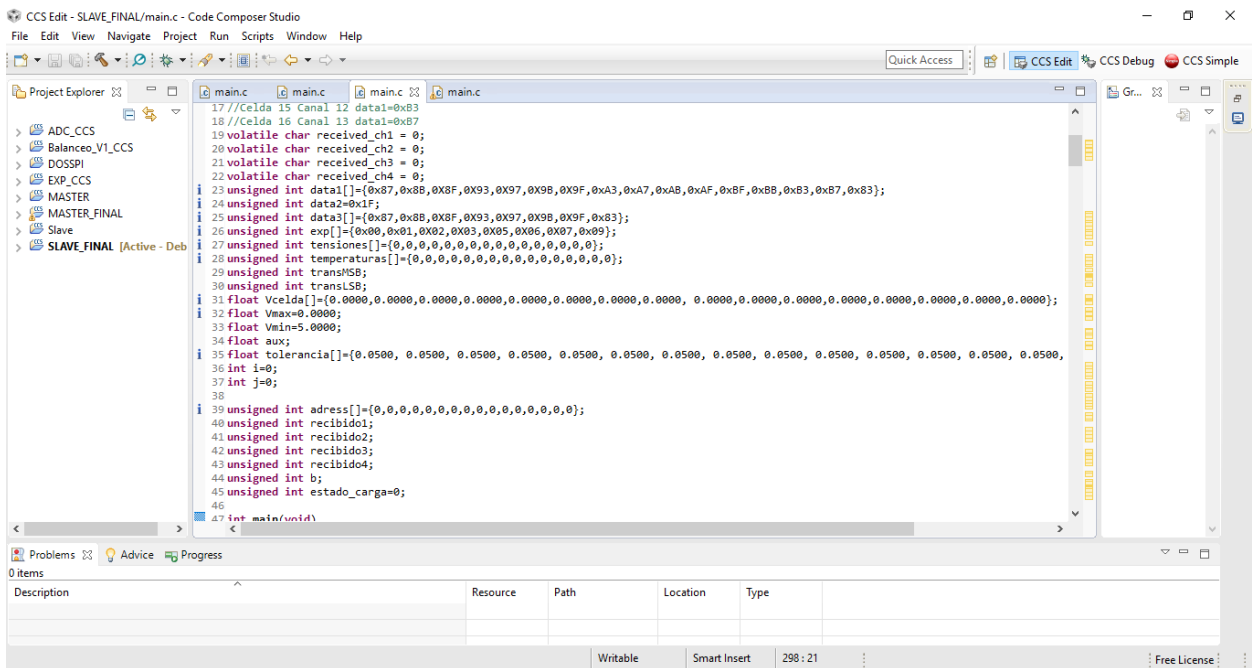 CCS Edit - SLAVE_FINAL/main.c - Code Composer Studio
File Edit View Navigate Project Run Scripts Window Help
Quick Access
CCS Edit
CCS Debug
CCS Simple
Project Explorer
ADC_CCS
Balanceo_V1_CCS
DOSSPI
EXP_CCS
MASTER
MASTER_FINAL
Slave
SLAVE_FINAL [Active - Deb
main.c
main.c
main.c
main.c
17 //Celda 15 Canal 12 data1=0xB3
18 //Celda 16 Canal 13 data1=0xB7
19 volatile char received_ch1 = 0;
20 volatile char received_ch2 = 0;
21 volatile char received_ch3 = 0;
22 volatile char received_ch4 = 0;
23 unsigned int data1[]={0x87,0x8B,0X8F,0X93,0X97,0X9B,0X9F,0xA3,0xA7,0xAB,0xAF,0xBF,0xBB,0xB3,0xB7,0x83};
24 unsigned int data2=0x1F;
25 unsigned int data3[]={0x87,0x8B,0X8F,0X93,0X97,0X9B,0X9F,0x83};
26 unsigned int exp[]={0x00,0x01,0X02,0X03,0X05,0X06,0X07,0x09};
27 unsigned int tensiones[]={0,0,0,0,0,0,0,0,0,0,0,0,0,0,0,0};
28 unsigned int temperaturas[]={0,0,0,0,0,0,0,0,0,0,0,0,0,0,0,0};
29 unsigned int transMSB;
30 unsigned int transLSB;
31 float Vcelda[]={0.0000,0.0000,0.0000,0.0000,0.0000,0.0000,0.0000,0.0000, 0.0000,0.0000,0.0000,0.0000,0.0000,0.0000,0.0000,0.0000};
32 float Vmax=0.0000;
33 float Vmin=5.0000;
34 float aux;
35 float tolerancia[]={0.0500, 0.0500, 0.0500, 0.0500, 0.0500, 0.0500, 0.0500, 0.0500, 0.0500, 0.0500, 0.0500, 0.0500, 0.0500, 0.0500,
36 int i=0;
37 int j=0;
38
39 unsigned int adress[]={0,0,0,0,0,0,0,0,0,0,0,0,0,0,0,0};
40 unsigned int recibido1;
41 unsigned int recibido2;
42 unsigned int recibido3;
43 unsigned int recibido4;
44 unsigned int b;
45 unsigned int estado_carga=0;
46
47 int main(void)
Gr...
Problems
Advice
Progress
0 items
Description Resource Path Location Type
Writable Smart Insert 298 : 21 Free License